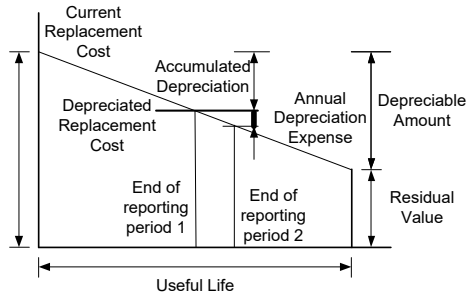 Current
Replacement
Cost
Accumulated
Depreciation
Depreciated
Replacement
Cost
Annual
Depreciation
Expense
Depreciable
Amount
End of
reporting
period 1
End of
reporting
period 2
Residual
Value
Useful Life